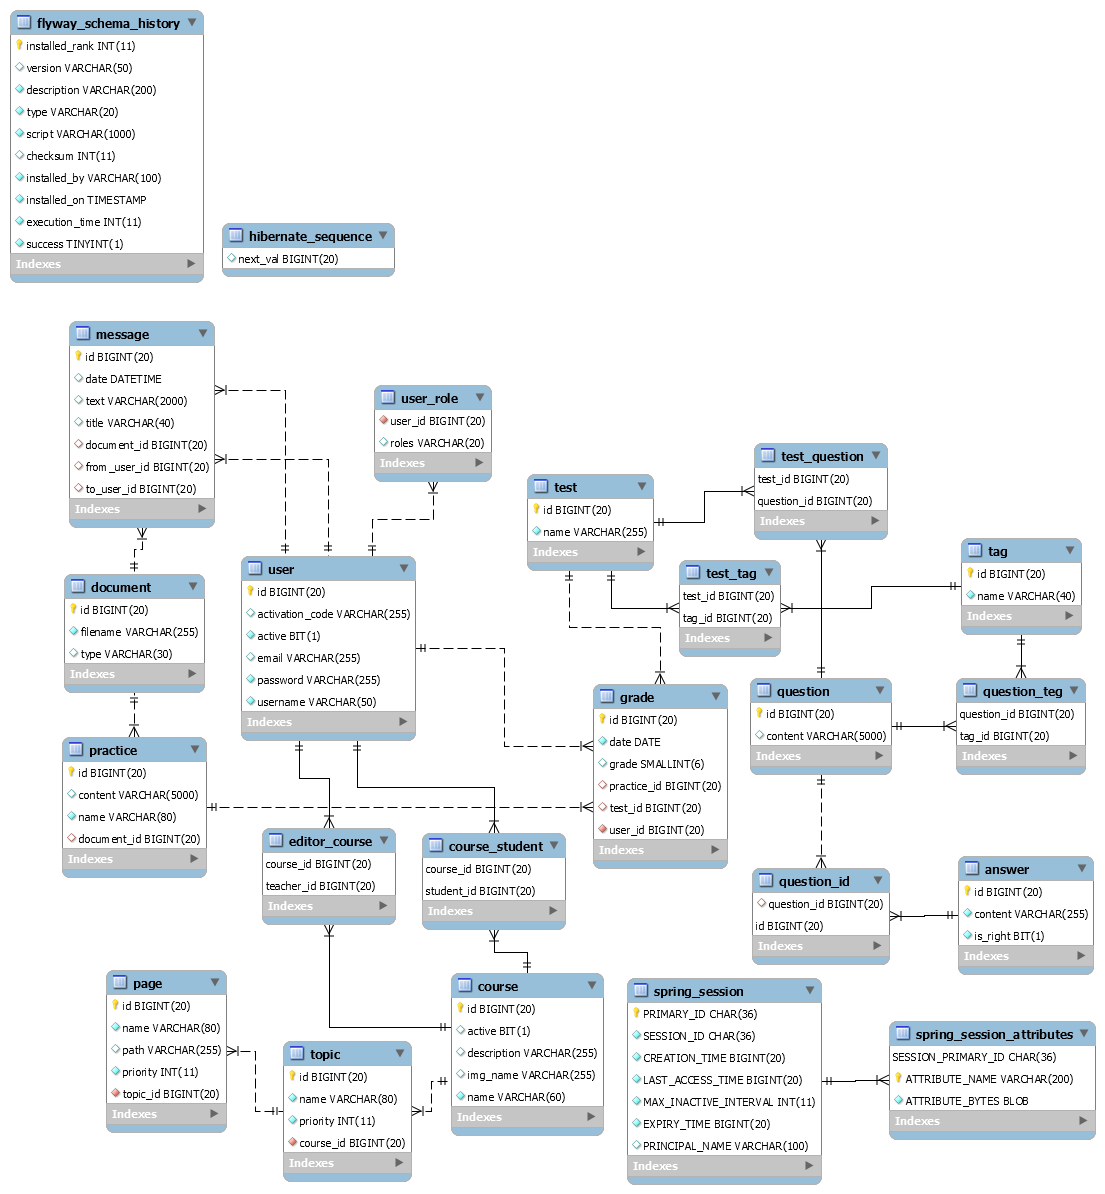 flyway_schema_history
installed_rank INT(11)
version VARCHAR(50)
description VARCHAR(200)
type VARCHAR(20)
script VARCHAR(1000)
checksum INT(11)
installed_by VARCHAR(100)
installed_on TIMESTAMP
execution_time INT(11)
success TINYINT(1)
Indexes
hibernate_sequence
next_val BIGINT(20)
message
id BIGINT(20)
date DATETIME
text VARCHAR(2000)
title VARCHAR(40)
document_id BIGINT(20)
from_user_id BIGINT(20)
to_user_id BIGINT(20)
Indexes
user_role
user_id BIGINT(20)
roles VARCHAR(20)
Indexes
test
id BIGINT(20)
name VARCHAR(255)
Indexes
test_question
test_id BIGINT(20)
question_id BIGINT(20)
Indexes
test_tag
test_id BIGINT(20)
tag_id BIGINT(20)
Indexes
tag
id BIGINT(20)
name VARCHAR(40)
Indexes
document
id BIGINT(20)
filename VARCHAR(255)
type VARCHAR(30)
Indexes
user
id BIGINT(20)
activation_code VARCHAR(255)
active BIT(1)
email VARCHAR(255)
password VARCHAR(255)
username VARCHAR(50)
Indexes
grade
id BIGINT(20)
date DATE
grade SMALLINT(6)
practice_id BIGINT(20)
test_id BIGINT(20)
user_id BIGINT(20)
Indexes
question
id BIGINT(20)
content VARCHAR(5000)
Indexes
question_teg
question_id BIGINT(20)
tag_id BIGINT(20)
Indexes
practice
id BIGINT(20)
content VARCHAR(5000)
name VARCHAR(80)
document_id BIGINT(20)
Indexes
editor_course
course_id BIGINT(20)
teacher_id BIGINT(20)
Indexes
course_student
course_id BIGINT(20)
student_id BIGINT(20)
Indexes
question_id
question_id BIGINT(20)
id BIGINT(20)
Indexes
answer
id BIGINT(20)
content VARCHAR(255)
is_right BIT(1)
Indexes
page
id BIGINT(20)
name VARCHAR(80)
path VARCHAR(255)
priority INT(11)
topic_id BIGINT(20)
Indexes
topic
id BIGINT(20)
name VARCHAR(80)
priority INT(11)
course_id BIGINT(20)
Indexes
course
id BIGINT(20)
active BIT(1)
description VARCHAR(255)
img_name VARCHAR(255)
name VARCHAR(60)
Indexes
spring_session
PRIMARY_ID CHAR(36)
SESSION_ID CHAR(36)
CREATION_TIME BIGINT(20)
LAST_ACCESS_TIME BIGINT(20)
MAX_INACTIVE_INTERVAL INT(11)
EXPIRY_TIME BIGINT(20)
PRINCIPAL_NAME VARCHAR(100)
Indexes
spring_session_attributes
SESSION_PRIMARY_ID CHAR(36)
ATTRIBUTE_NAME VARCHAR(200)
ATTRIBUTE_BYTES BLOB
Indexes